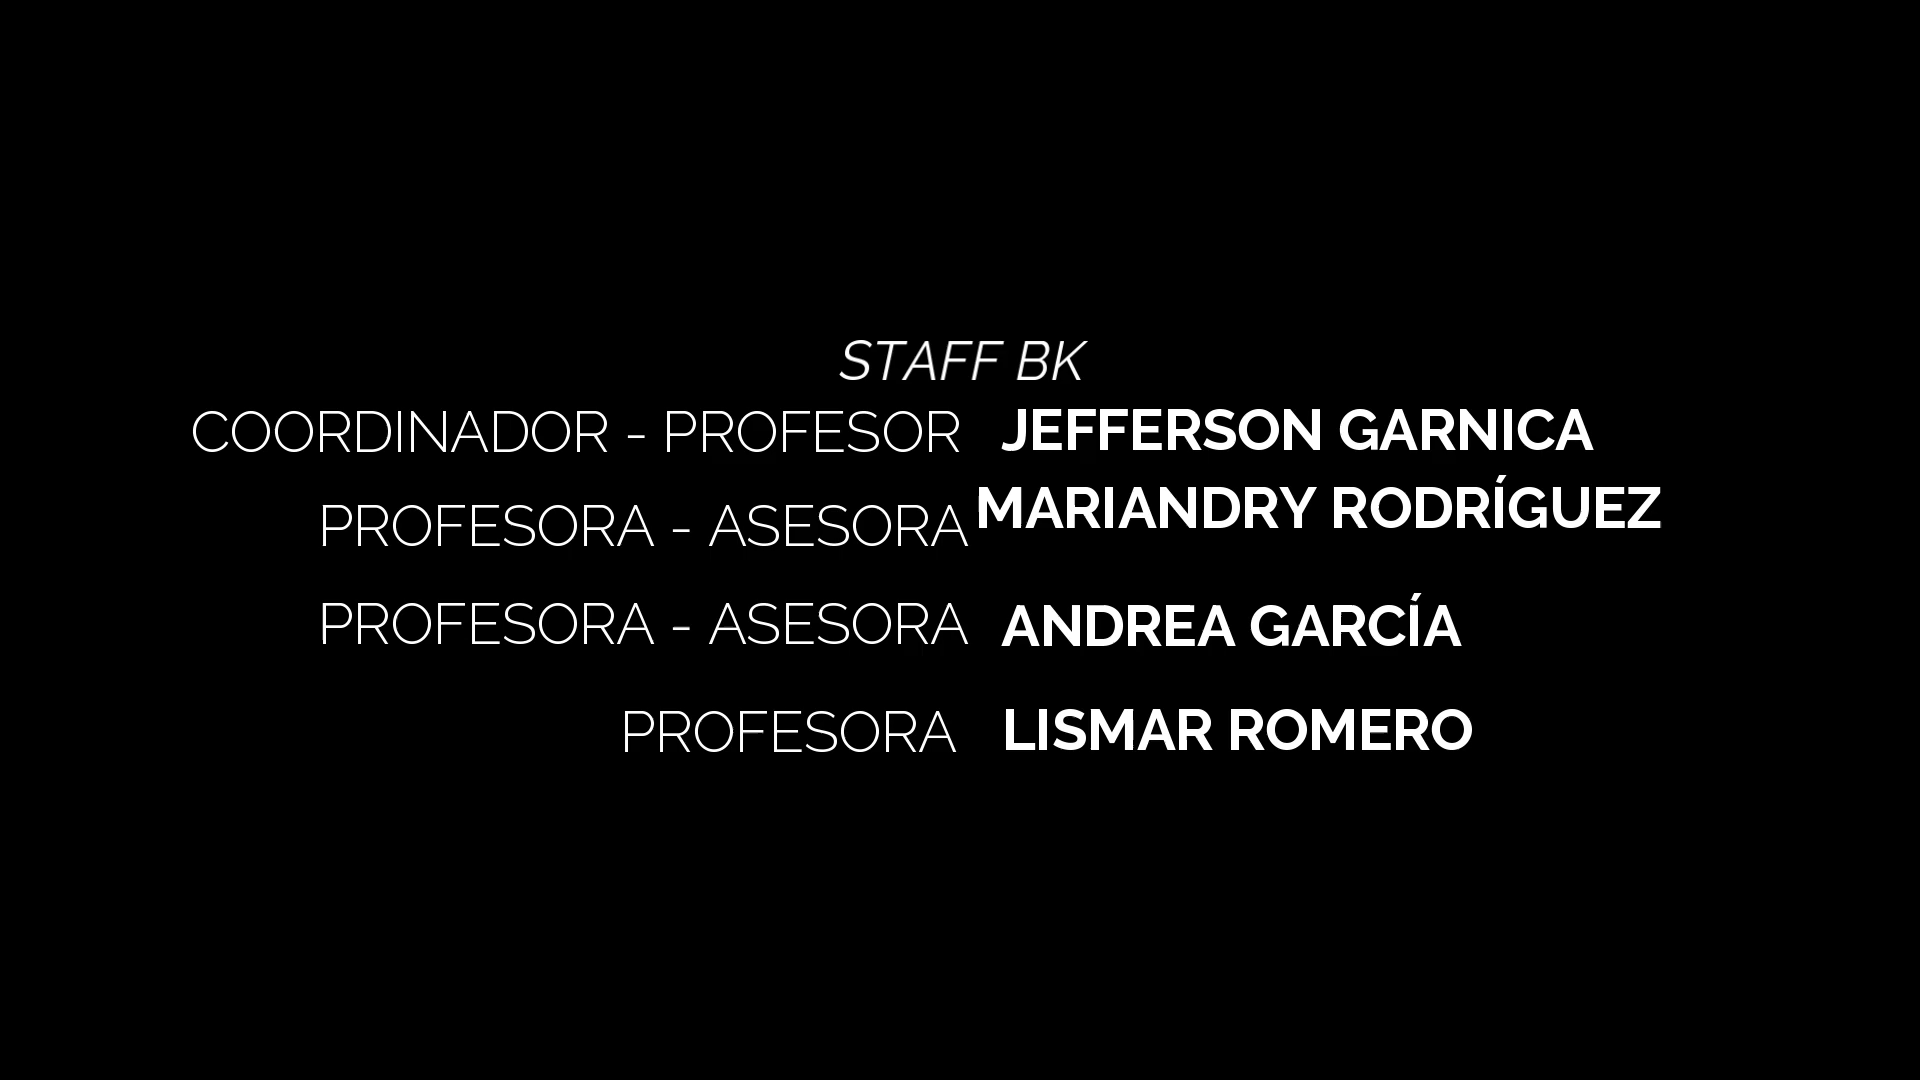 STAFF BK
COORDINADOR - PROFESOR JEFFERSON GARNICA
PROFESORA - ASESORA MARIANDRY RODRÍGUEZ
PROFESORA - ASESORA ANDREA GARCÍA
PROFESORA LISMAR ROMERO